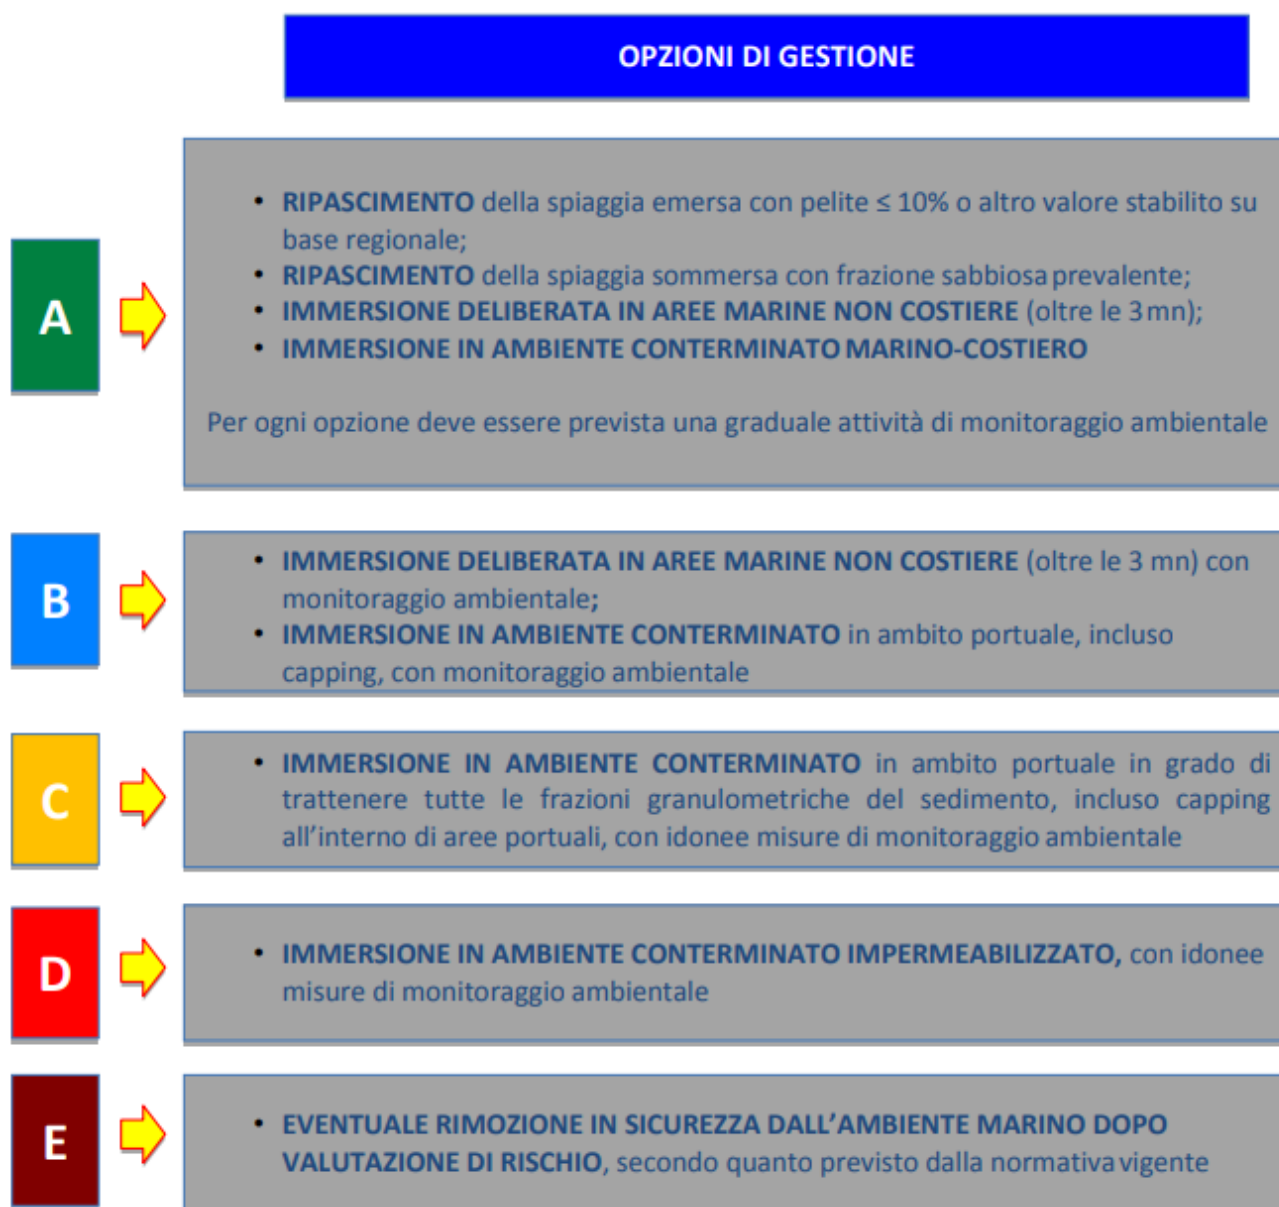 OPZIONI DI GESTIONE
A
• RIPASCIMENTO della spiaggia emersa con pelite ≤ 10% o altro valore stabilito su
base regionale;
• RIPASCIMENTO della spiaggia sommersa con frazione sabbiosa prevalente;
• IMMERSIONE DELIBERATA IN AREE MARINE NON COSTIERE (oltre le 3 mn);
• IMMERSIONE IN AMBIENTE CONTERMINATO MARINO-COSTIERO
Per ogni opzione deve essere prevista una graduale attività di monitoraggio ambientale
B
• IMMERSIONE DELIBERATA IN AREE MARINE NON COSTIERE (oltre le 3 mn) con
monitoraggio ambientale;
• IMMERSIONE IN AMBIENTE CONTERMINATO in ambito portuale, incluso
capping, con monitoraggio ambientale
C
• IMMERSIONE IN AMBIENTE CONTERMINATO in ambito portuale in grado di
trattenere tutte le frazioni granulometriche del sedimento, incluso capping
all'interno di aree portuali, con idonee misure di monitoraggio ambientale
D
• IMMERSIONE IN AMBIENTE CONTERMINATO IMPERMEABILIZZATO, con idonee
misure di monitoraggio ambientale
E
• EVENTUALE RIMOZIONE IN SICUREZZA DALL'AMBIENTE MARINO DOPO
VALUTAZIONE DI RISCHIO, secondo quanto previsto dalla normativa vigente